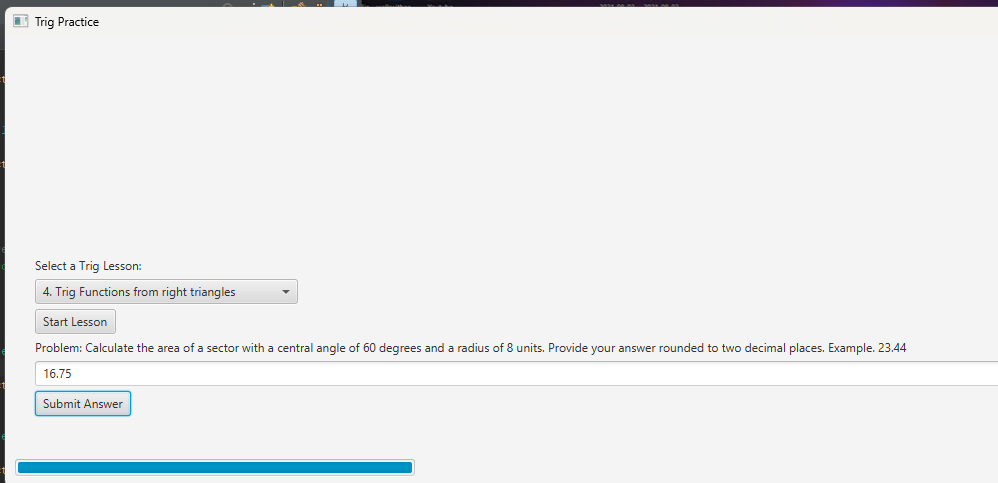 Trig Practice
Select a Trig Lesson:
4. Trig Functions from right triangles
Start Lesson
Problem: Calculate the area of a sector with a central angle of 60 degrees and a radius of 8 units. Provide your answer rounded to two decimal places. Example. 23.44
16.75
Submit Answer